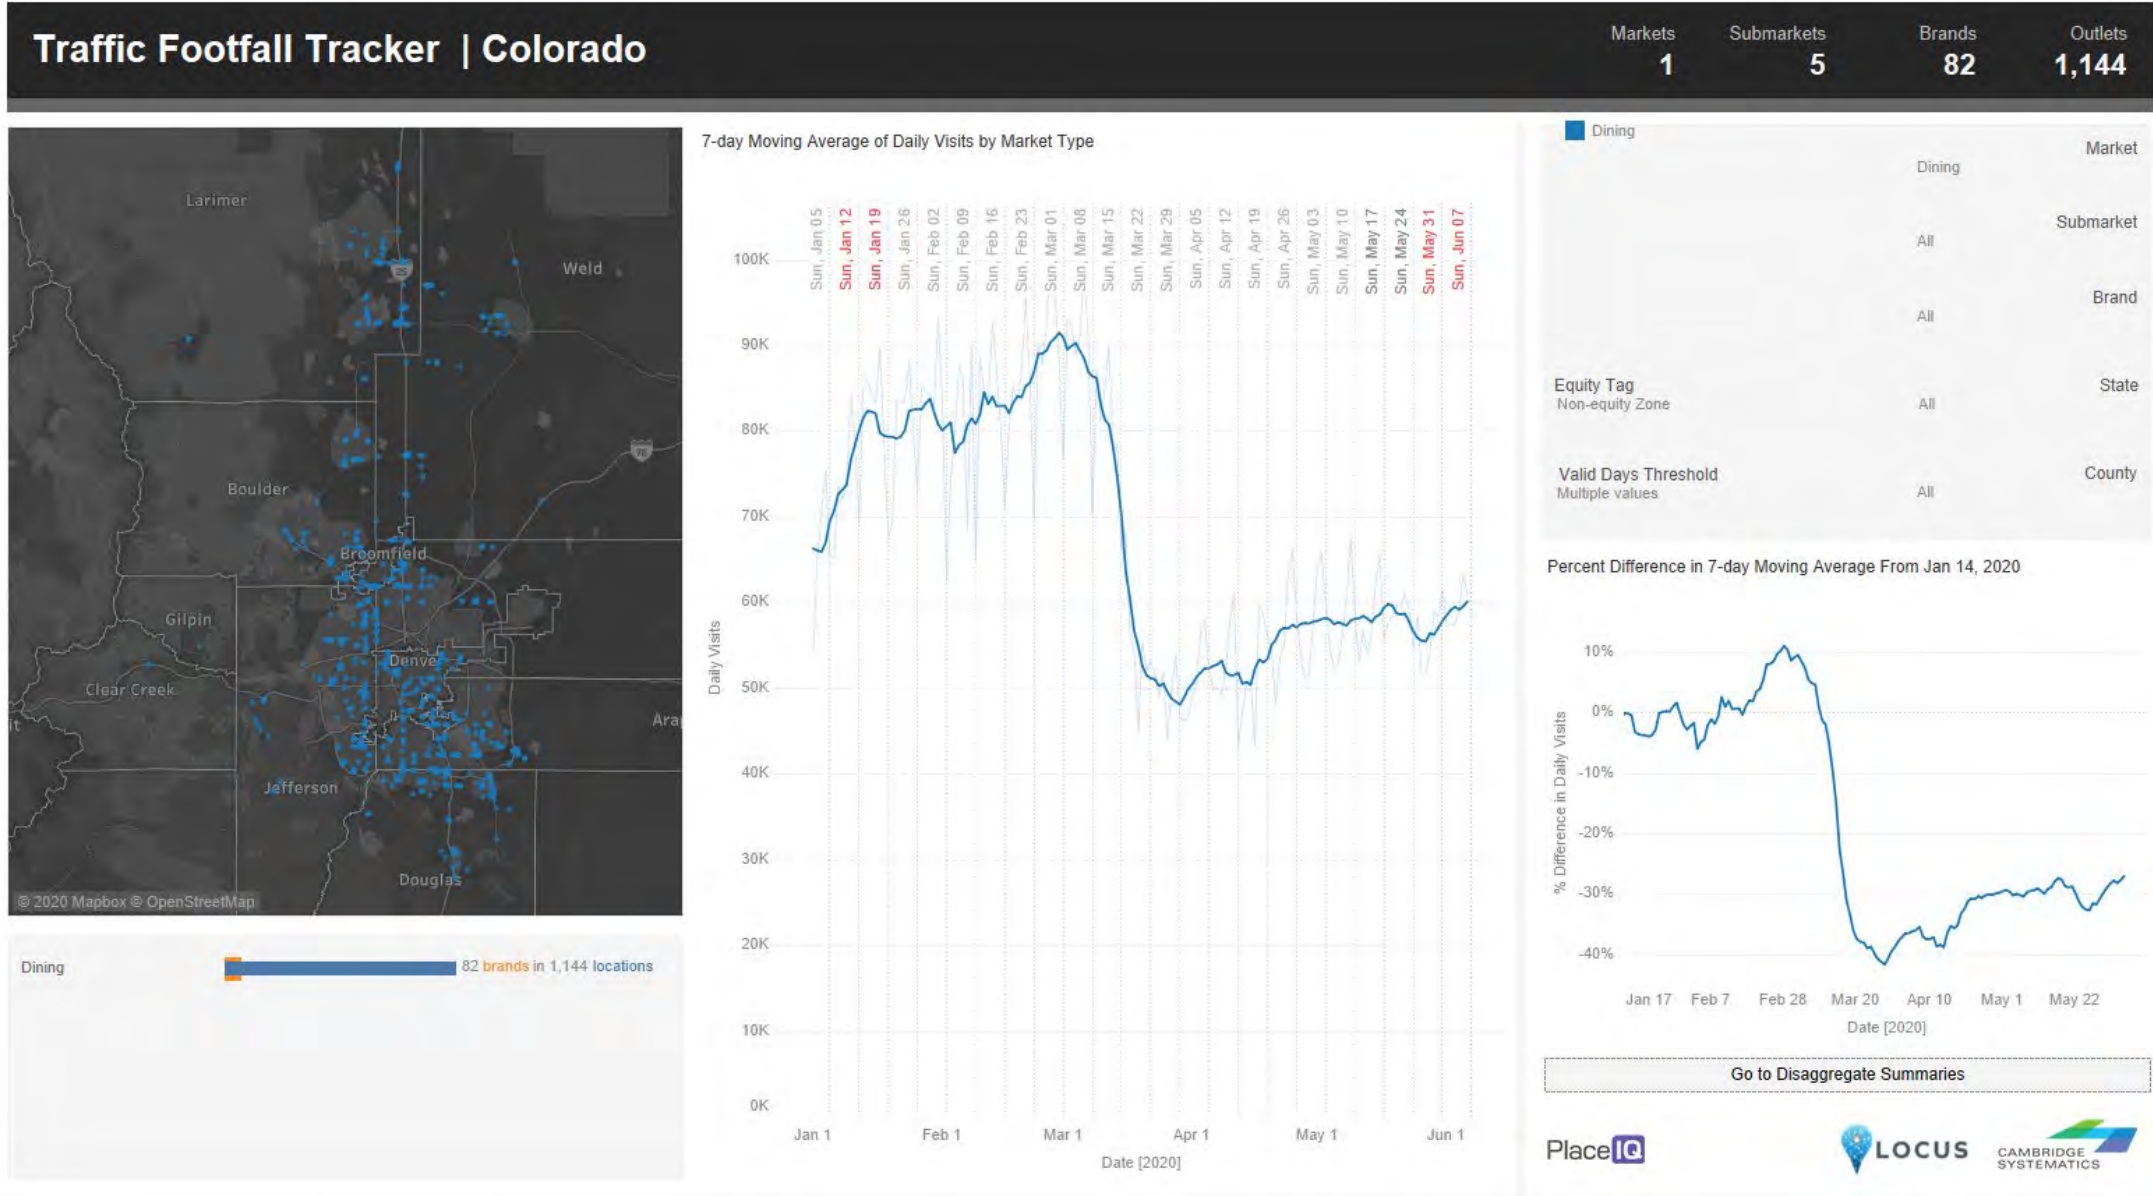 Traffic Footfall Tracker | Colorado
Markets
1
Submarkets
5
Brands
82
Outlets
1,144
Larimer
25
Weld
76
Boulder
Broomfield
Gilpin
Denve
Clear Creek
it
Ara
Jefferson
Douglas
© 2020 Mapbox © OpenStreetMap
Dining
82 brands in 1,144 locations
7-day Moving Average of Daily Visits by Market Type
Sun, Jan 05
Sun, Jan 12
Sun, Jan 19
Sun, Jan 26
Sun, Feb 02
Sun, Feb 09
Sun, Feb 16
Sun, Feb 23
Sun, Mar 01
Sun, Mar 08
Sun, Mar 15
Sun, Mar 22
Sun, Mar 29
Sun, Apr 05
Sun, Apr 12
Sun, Apr 19
Sun, Apr 26
Sun, May 03
Sun, May 10
Sun, May 17
Sun, May 24
Sun, May 31
Sun, Jun 07
100K
90K
80K
70K
60K
50K
40K
30K
20K
10K
0K
Daily Visits
Jan 1
Feb 1
Mar 1
Apr 1
May 1
Jun 1
Date [2020]
Dining
Market
Dining
Submarket
All
Brand
All
Equity Tag
Non-equity Zone
State
All
Valid Days Threshold
Multiple values
County
All
Percent Difference in 7-day Moving Average From Jan 14, 2020
10%
0%
-10%
-20%
-30%
-40%
% Difference in Daily Visits
Jan 17
Feb 7
Feb 28
Mar 20
Apr 10
May 1
May 22
Date [2020]
Go to Disaggregate Summaries
PlaceIQ
LOCUS
CAMBRIDGE
SYSTEMATICS